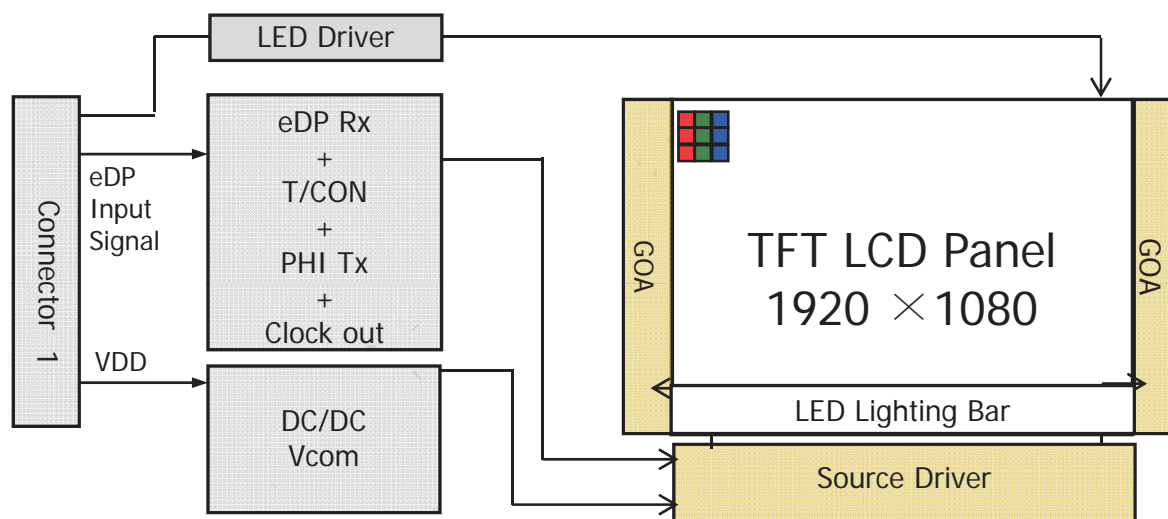 LED Driver
Connector 1
eDP
Input
Signal
VDD
eDP Rx
+
T/CON
+
PHI Tx
+
Clock out
DC/DC
Vcom
GOA
TFT LCD Panel
1920 ×1080
GOA
LED Lighting Bar
Source Driver